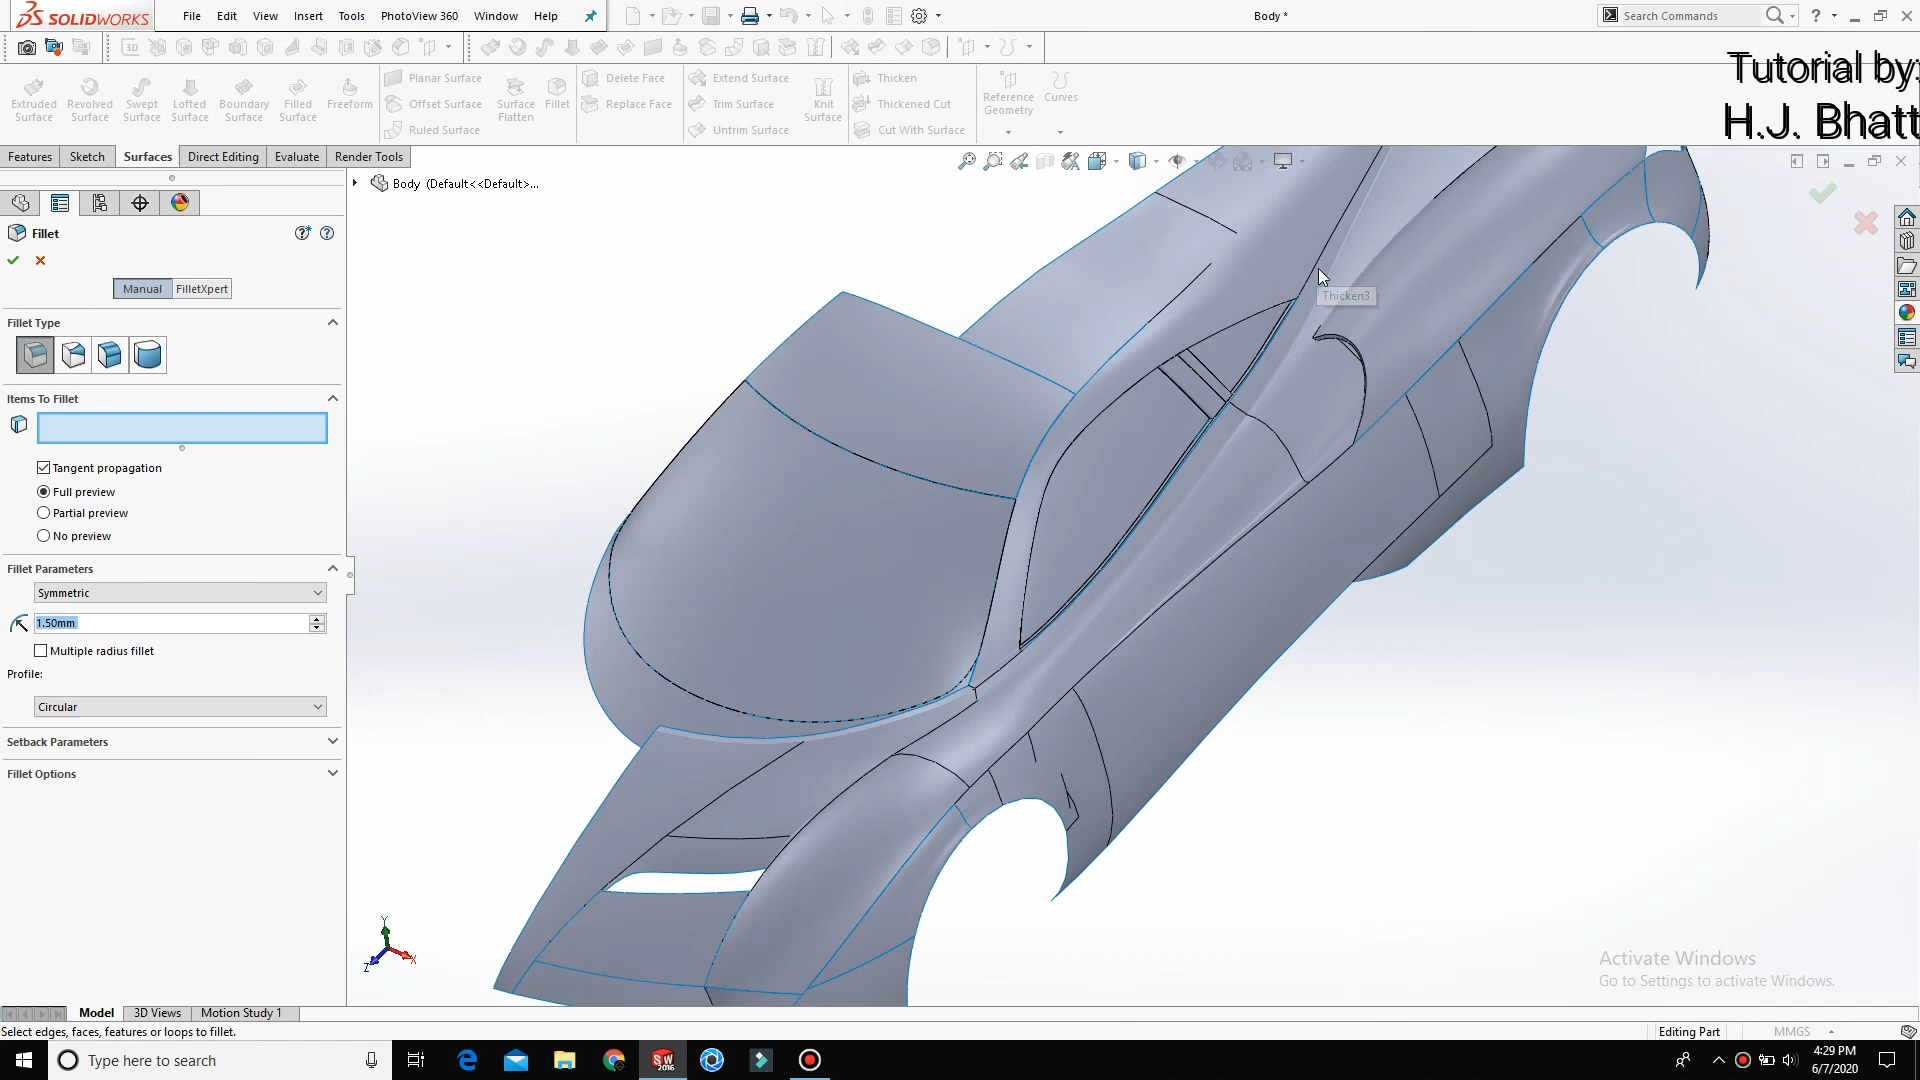 SOLIDWORKS File Edit View Insert Tools PhotoView 360 Window Help Body * Search Commands
Tutorial by:
H.J. Bhatt
Extruded Surface
Revolved Surface
Swept Surface
Lofted Surface
Boundary Surface
Filled Surface
Freeform
Planar Surface
Offset Surface
Ruled Surface
Surface Flatten
Fillet
Delete Face
Replace Face
Extend Surface
Trim Surface
Untrim Surface
Knit Surface
Thicken
Thickened Cut
Cut With Surface
Reference Geometry
Curves
Features Sketch Surfaces Direct Editing Evaluate Render Tools
Body (Default<<Default>...
Fillet
Manual FilletXpert
Fillet Type
Items To Fillet
Tangent propagation
Full preview
Partial preview
No preview
Fillet Parameters
Symmetric
1.50mm
Multiple radius fillet
Profile:
Circular
Setback Parameters
Fillet Options
Thicken3
Y
X
Z
Activate Windows
Go to Settings to activate Windows.
Model 3D Views Motion Study 1
Select edges, faces, features or loops to fillet. Editing Part MMGS
Type here to search
SW 2016
4:29 PM
6/7/2020